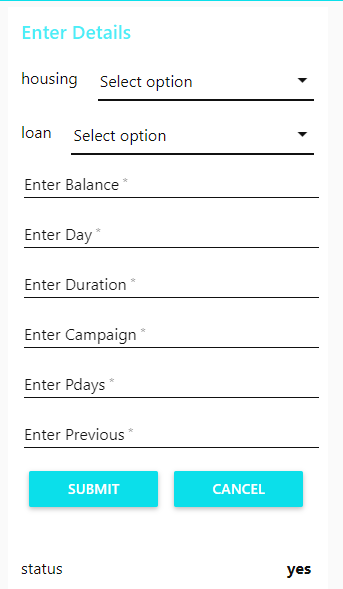 Enter Details
housing Select option
loan Select option
Enter Balance *
Enter Day *
Enter Duration *
Enter Campaign *
Enter Pdays *
Enter Previous *
SUBMIT CANCEL
status yes